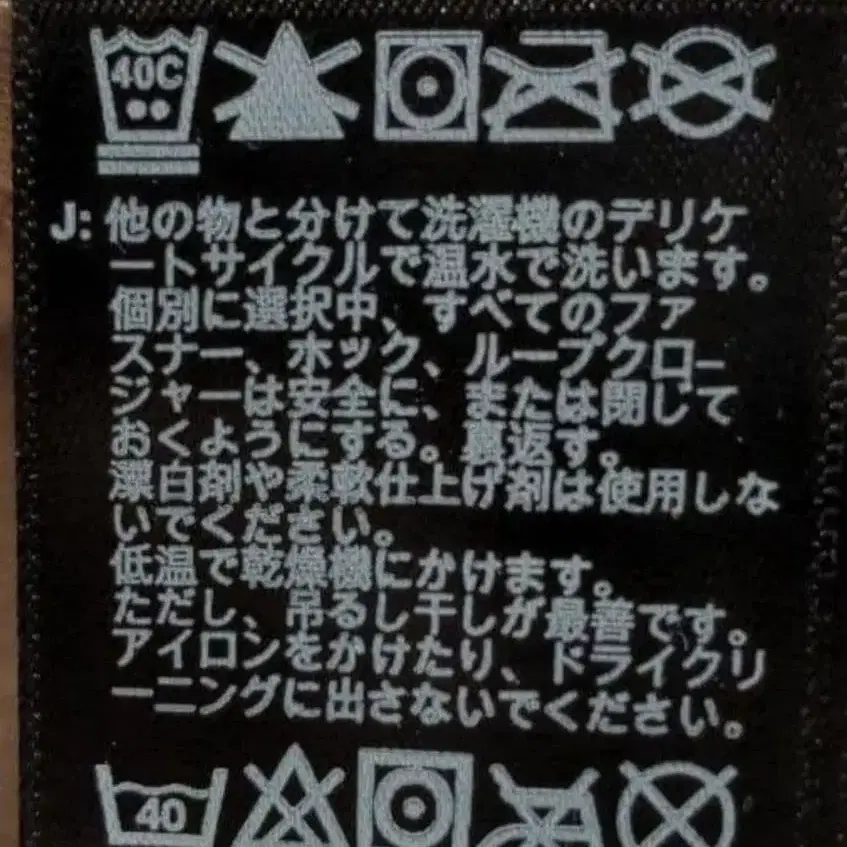 40C
J: 他の物と分けて洗濯機のデリケ
ートサイクルで温水で洗います。
個別に選択中、すべてのファ
スナー、ホック、ループクロー
ジャーは安全に、または閉じて
おくようにする。裏返す。
漂白剤や柔軟仕上げ剤は使用しな
いでください。
低温で乾燥機にかけます。
ただし、吊るし干しが最善です。
アイロンをかけたり、ドライクリ
ーニングに出さないでください。
40